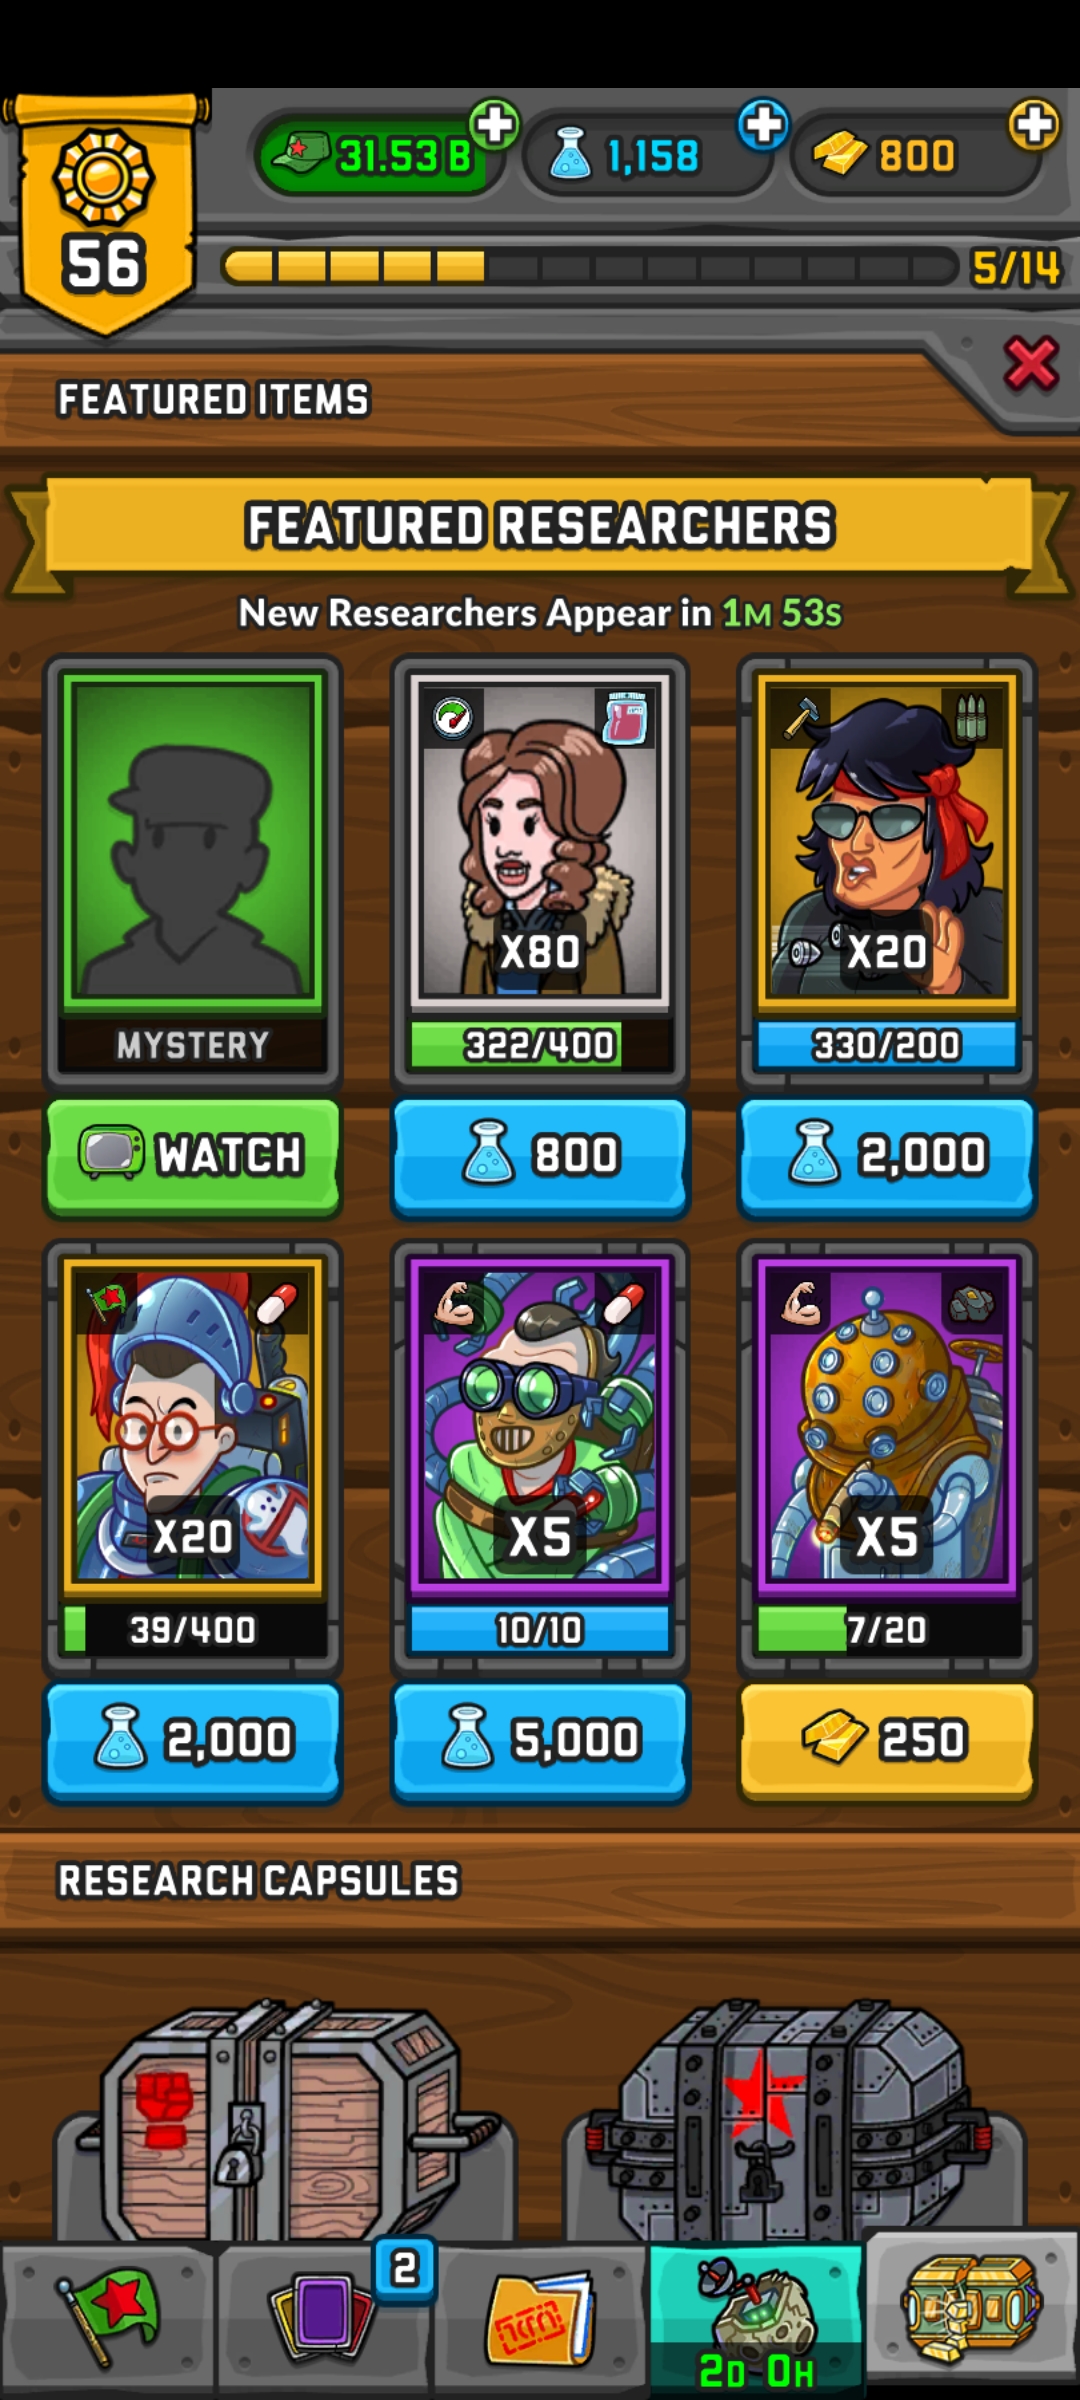 31.53 B
1,158
800
56
5/14
FEATURED ITEMS
FEATURED RESEARCHERS
New Researchers Appear in 1M 53S
X80
X20
MYSTERY
322/400
330/200
WATCH
800
2,000
X20
X5
X5
39/400
10/10
7/20
2,000
5,000
250
RESEARCH CAPSULES
2
2D 0H